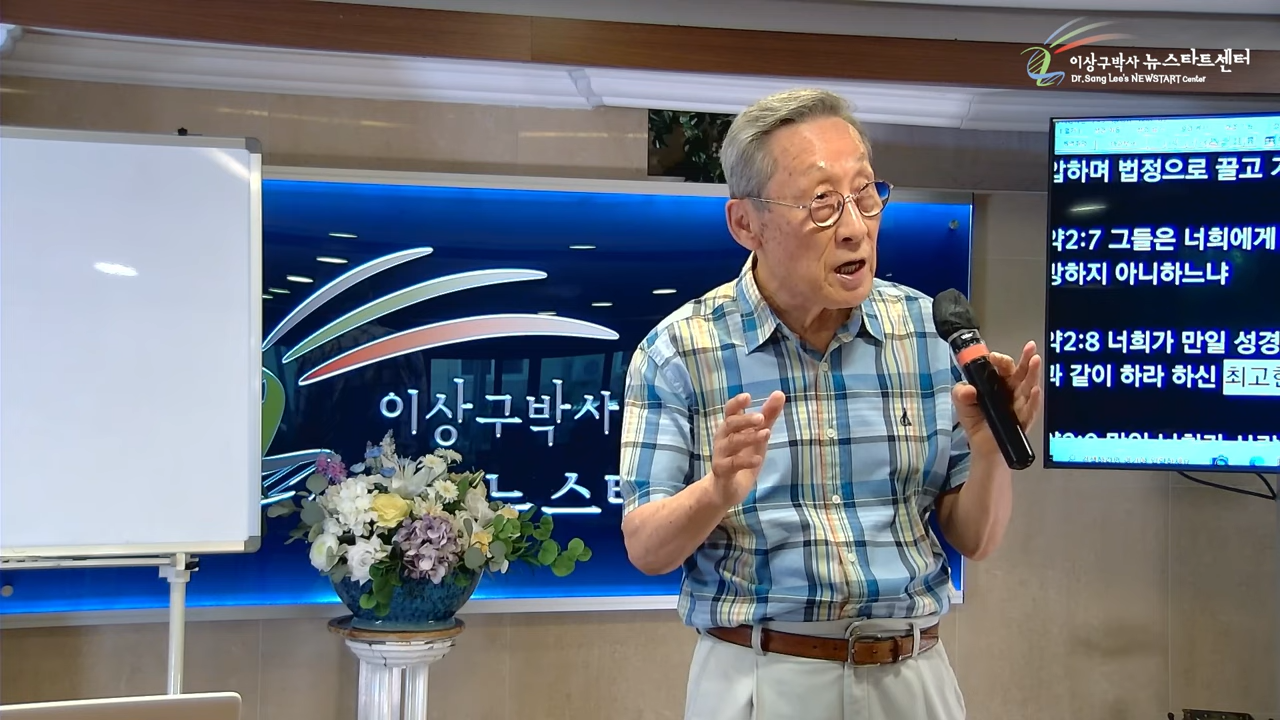 이상구박사 뉴스타트센터
Dr. Sang Lee's NEWSTART Center
압하며 법정으로 끌고
약2:7 그들은 너희에게
방하지 아니하느냐
약2:8 너희가 만일 성경
과 같이 하라 하신 최고한
이상구박사
뉴스타